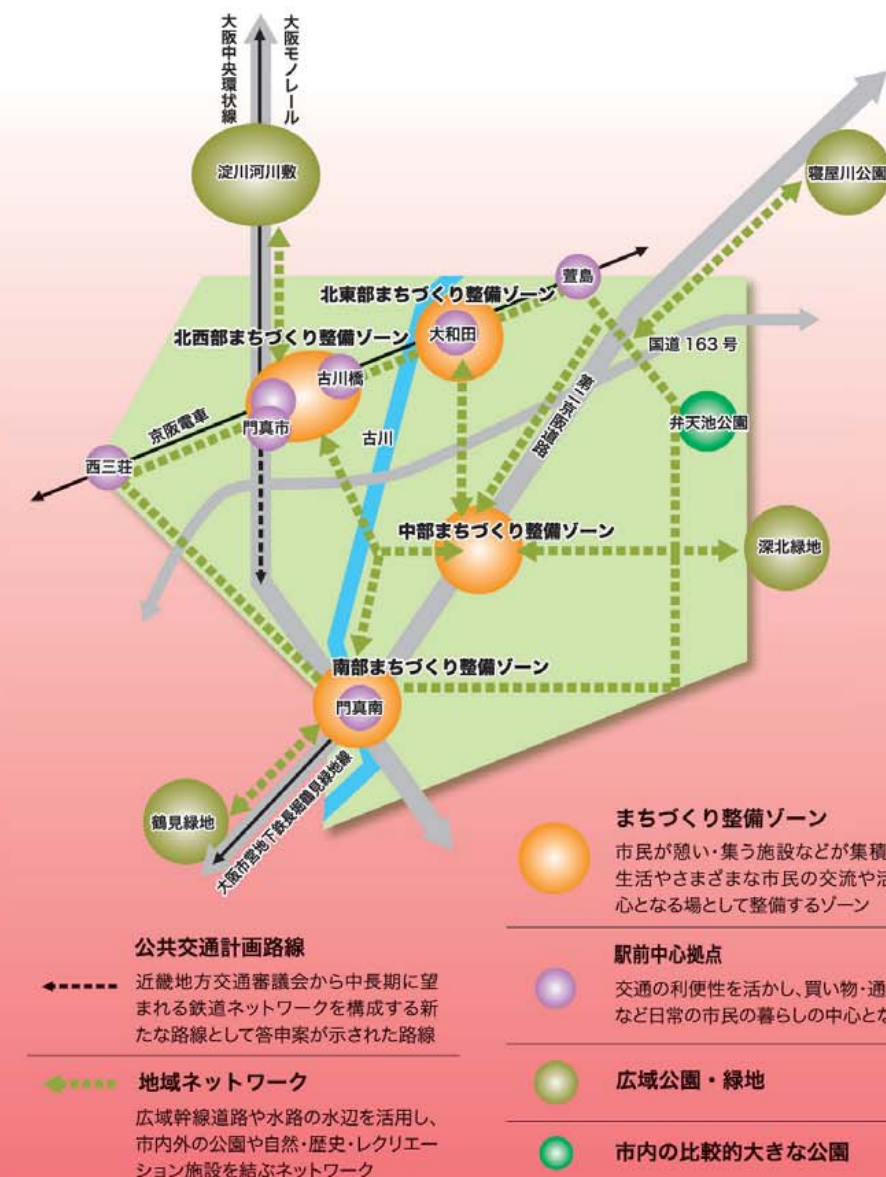 大阪中央環状線
大阪モノレール
淀川河川敷
寝屋川公園
萱島
北東部まちづくり整備ゾーン
大和田
北西部まちづくり整備ゾーン
国道163号
古川橋
門真市
京阪電車
古川
第二京阪道路
弁天池公園
西三荘
中部まちづくり整備ゾーン
深北緑地
南部まちづくり整備ゾーン
門真南
鶴見緑地
大阪市営地下鉄長堀鶴見緑地線
まちづくり整備ゾーン
市民が憩い・集う施設などが集積
生活やさまざまな市民の交流や活
心となる場として整備するゾーン
駅前中心拠点
交通の利便性を活かし、買い物・通
など日常の市民の暮らしの中心とな
広域公園・緑地
市内の比較的大きな公園
公共交通計画路線
近畿地方交通審議会から中長期に望
まれる鉄道ネットワークを構成する新
たな路線として答申案が示された路線
地域ネットワーク
広域幹線道路や水路の水辺を活用し、
市内外の公園や自然・歴史・レクリエー
ション施設を結ぶネットワーク